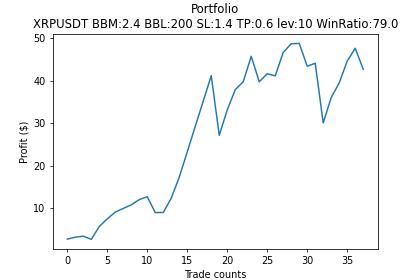 Portfolio
XRPUSDT BBM:2.4 BBL:200 SL:1.4 TP:0.6 lev:10 WinRatio:79.0
50
40
30
20
10
Profit ($)
0 5 10 15 20 25 30 35
Trade counts